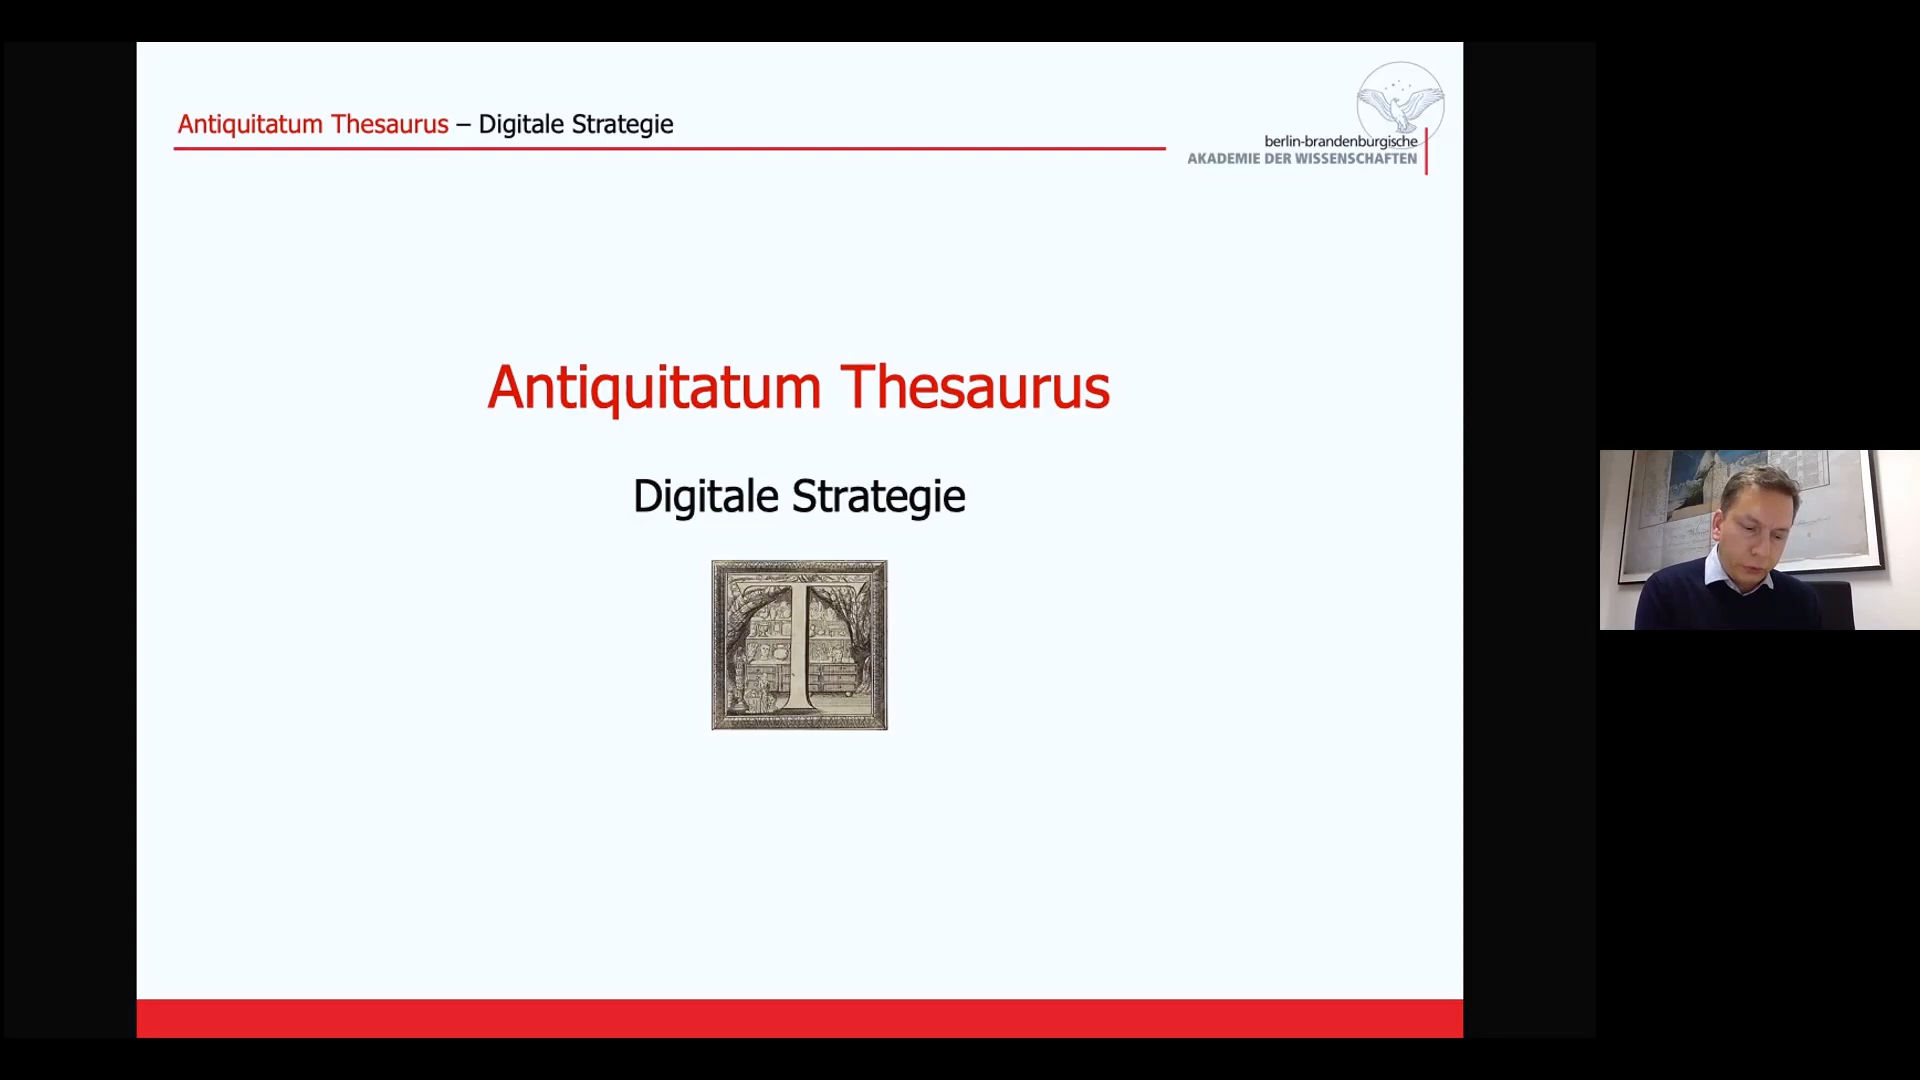 Antiquitatum Thesaurus – Digitale Strategie
berlin-brandenburgische
AKADEMIE DER WISSENSCHAFTEN
Antiquitatum Thesaurus
Digitale Strategie
T